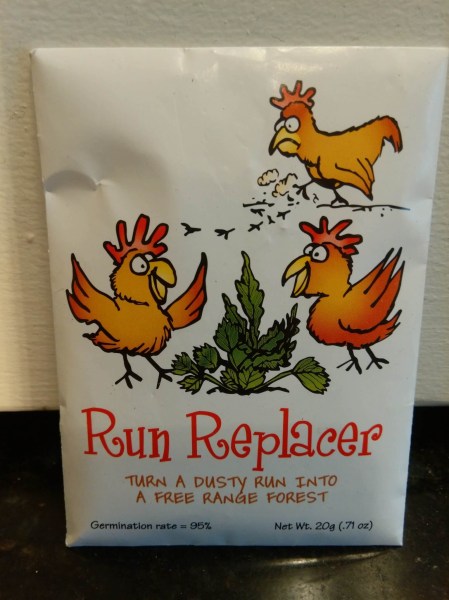 Run Replacer
TURN A DUSTY RUN INTO
A FREE RANGE FOREST
Germination rate = 95% Net Wt. 20g (.71 oz)